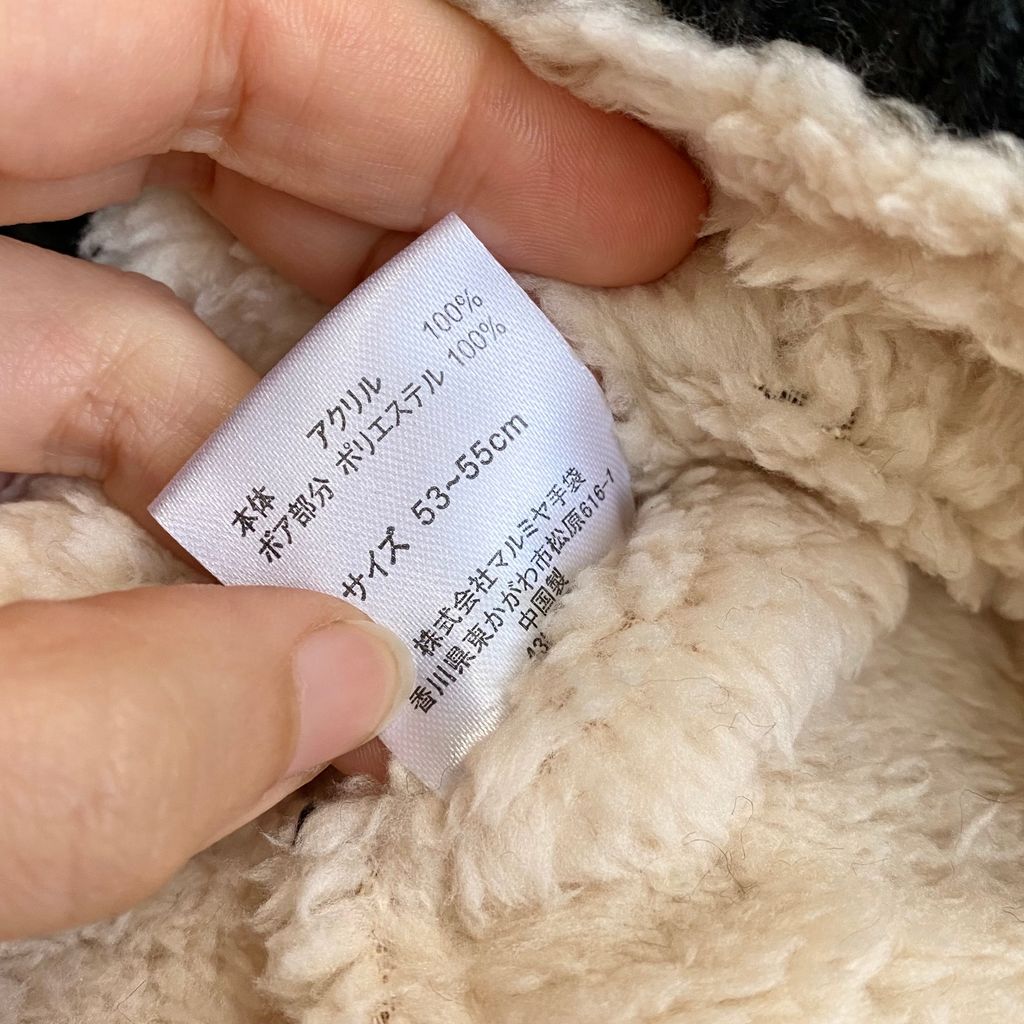 本体 アクリル 100%
ボア部分 ポリエステル 100%
サイズ 53~55cm
株式会社マルミヤ手袋
香川県東かがわ市松原616-1
中国製